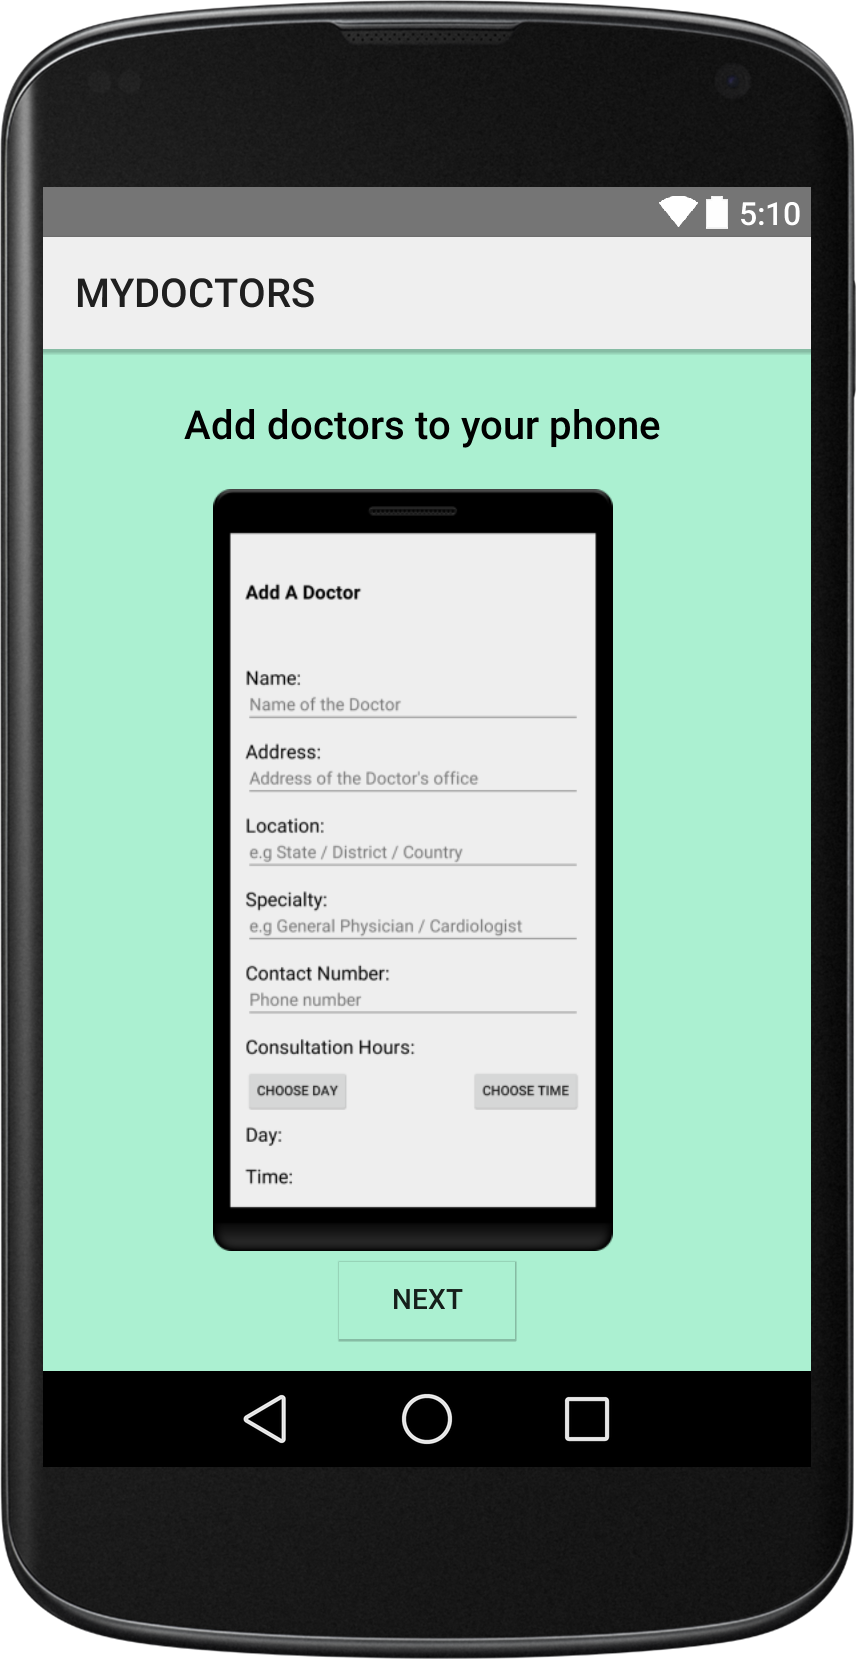 5:10
MYDOCTORS
Add doctors to your phone
Add A Doctor
Name:
Name of the Doctor
Address:
Address of the Doctor's office
Location:
e.g State / District / Country
Specialty:
e.g General Physician / Cardiologist
Contact Number:
Phone number
Consultation Hours:
CHOOSE DAY CHOOSE TIME
Day:
Time:
NEXT